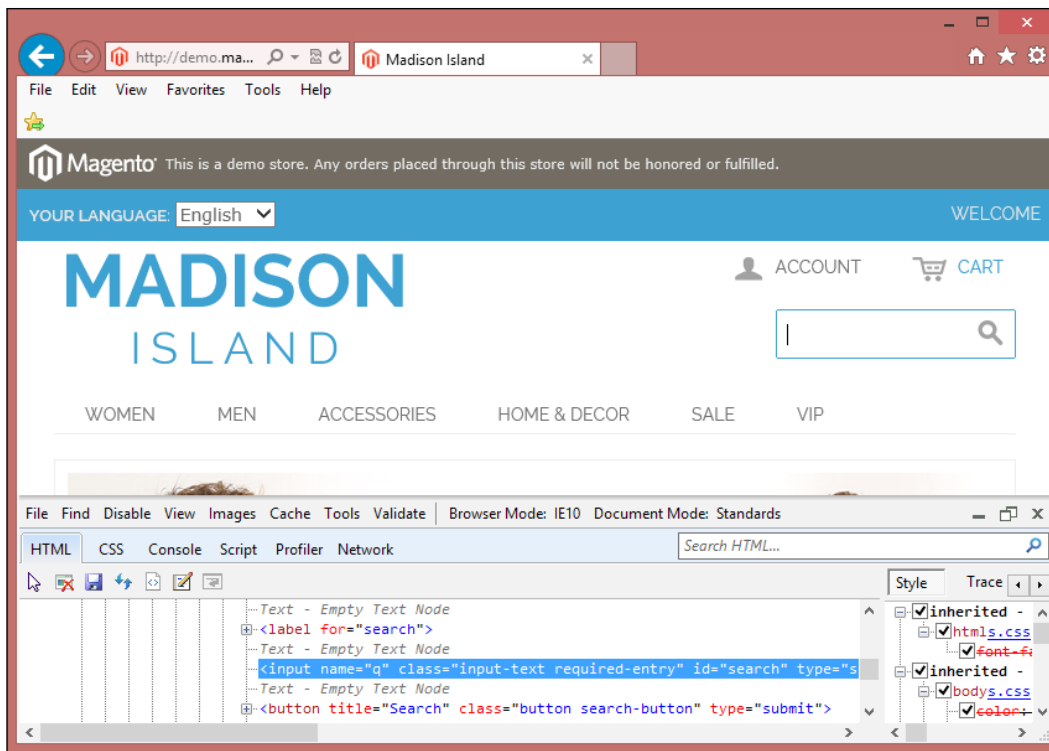 http://demo.ma... Madison Island
File Edit View Favorites Tools Help
Magento® This is a demo store. Any orders placed through this store will not be honored or fulfilled.
YOUR LANGUAGE: English WELCOME
MADISON
ISLAND
ACCOUNT CART
WOMEN MEN ACCESSORIES HOME & DECOR SALE VIP
File Find Disable View Images Cache Tools Validate Browser Mode: IE10 Document Mode: Standards
HTML CSS Console Script Profiler Network Search HTML...
Style Trace
Text - Empty Text Node
<label for="search">
Text - Empty Text Node
<input name="q" class="input-text required-entry" id="search" type="s
Text - Empty Text Node
<button title="Search" class="button search-button" type="submit">
inherited -
htmls.css
font-fa
inherited -
bodys.css
color: